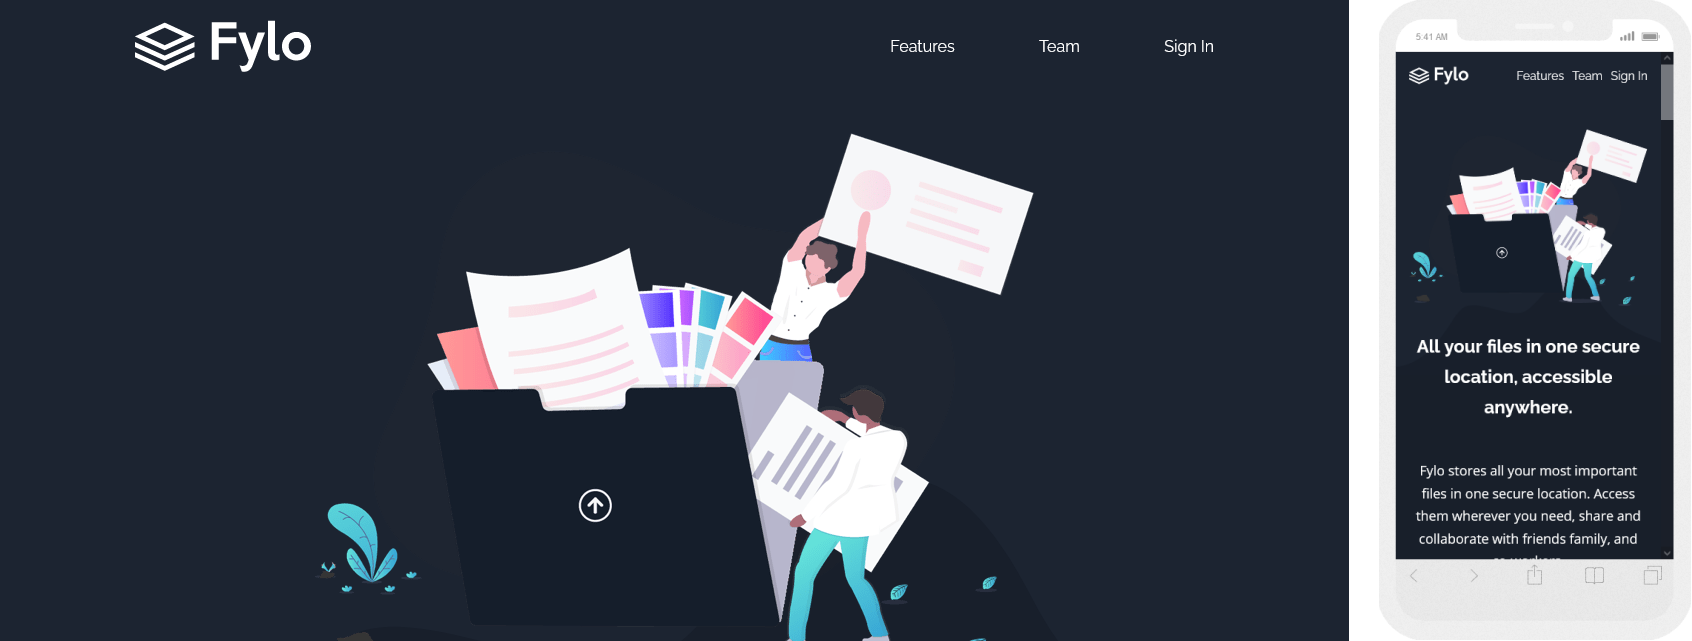 Fylo
Features Team Sign In
5:41 AM
Fylo
Features Team Sign In
All your files in one secure
location, accessible
anywhere.
Fylo stores all your most important
files in one secure location. Access
them wherever you need, share and
collaborate with friends family, and